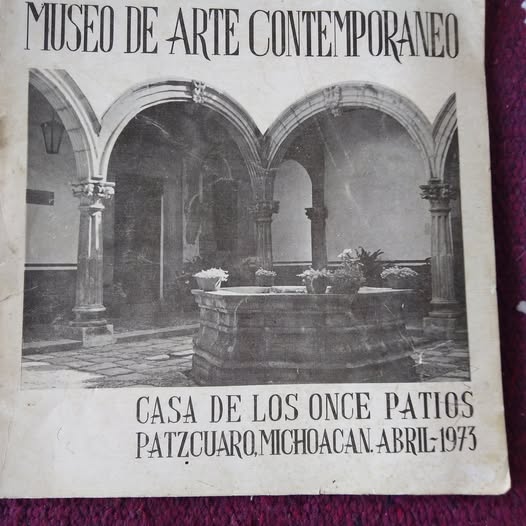 MUSEO DE ARTE CONTEMPORANEO
CASA DE LOS ONCE PATIOS
PATZCUARO, MICHOACAN. ABRIL-1973